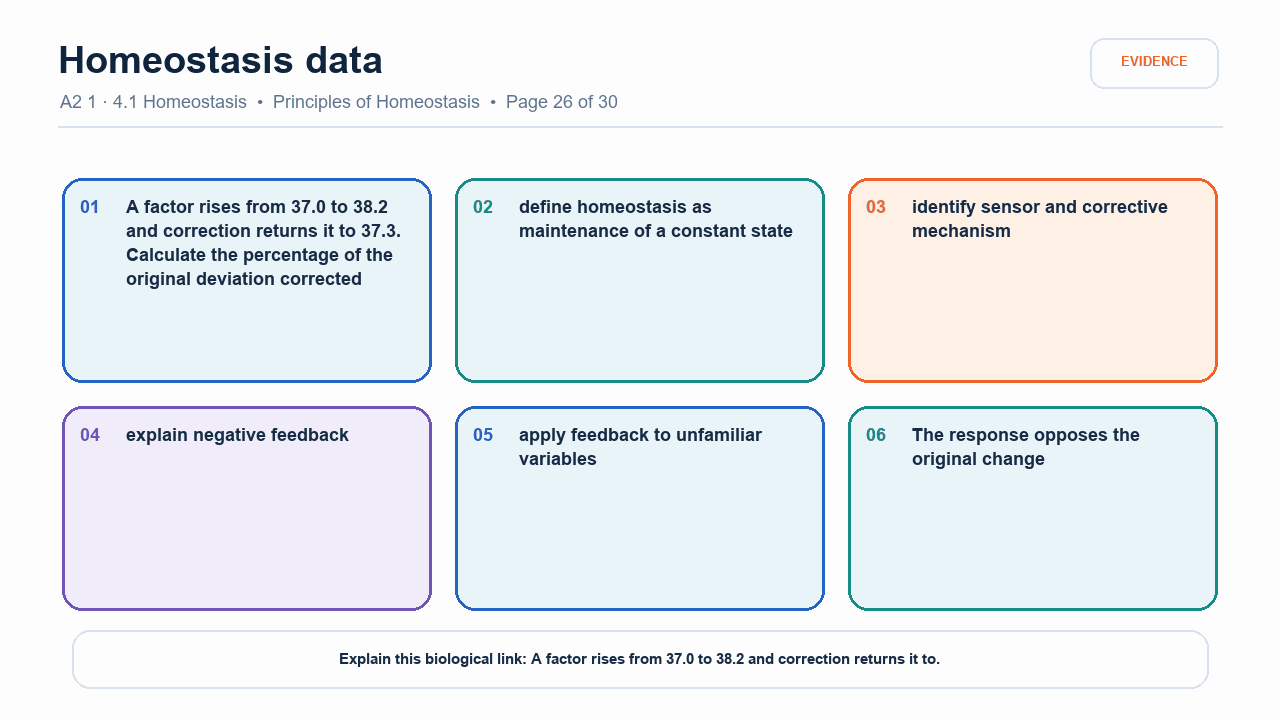 Homeostasis data
EVIDENCE
A2 1 · 4.1 Homeostasis • Principles of Homeostasis • Page 26 of 30
01
A factor rises from 37.0 to 38.2
and correction returns it to 37.3.
Calculate the percentage of the
original deviation corrected
02
define homeostasis as
maintenance of a constant state
03
identify sensor and corrective
mechanism
04
explain negative feedback
05
apply feedback to unfamiliar
variables
06
The response opposes the
original change
Explain this biological link: A factor rises from 37.0 to 38.2 and correction returns it to.